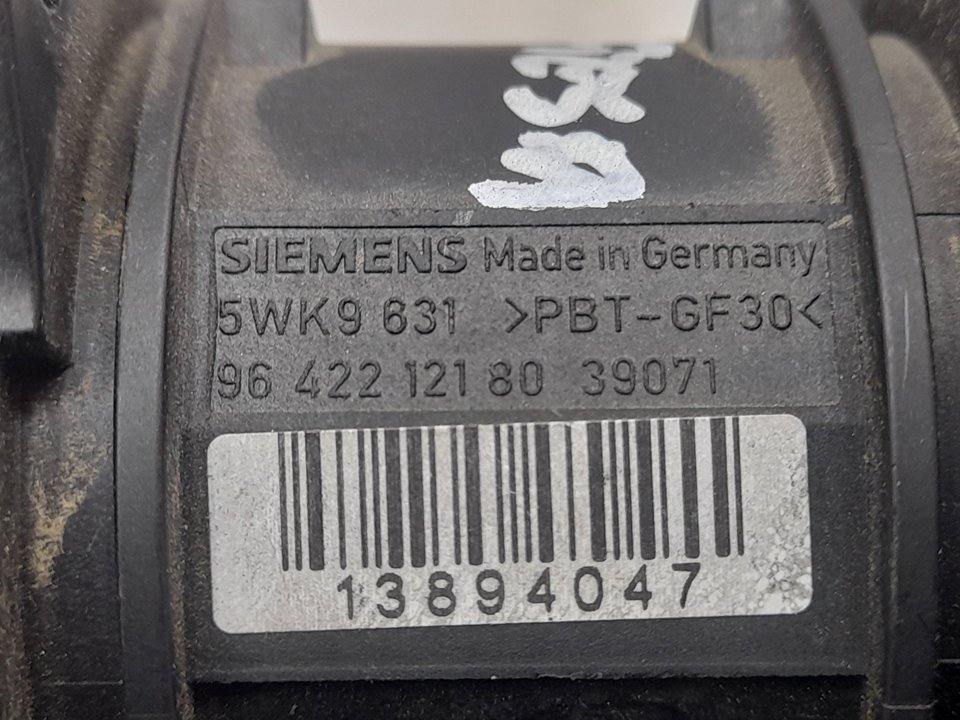 SIEMENS Made in Germany
5WK9 631 >PBT-GF30<
96 422 121 80 39071
13894047